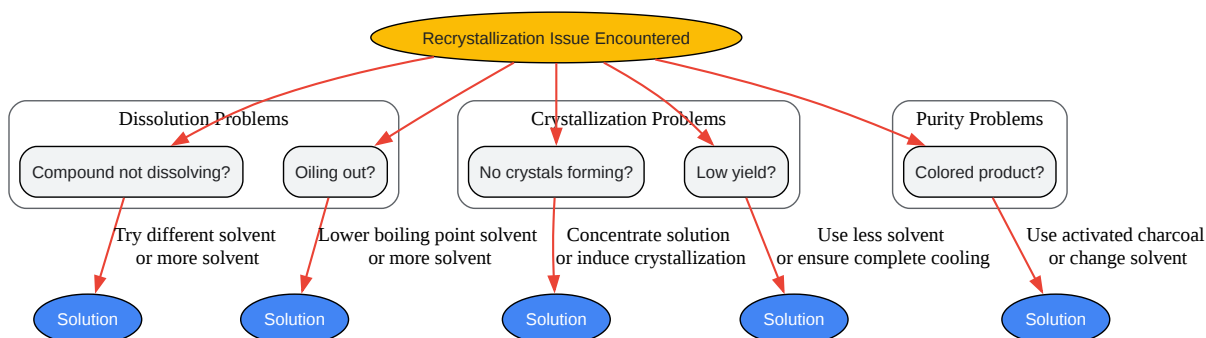 Recrystallization Issue Encountered
Dissolution Problems
Crystallization Problems
Purity Problems
Compound not dissolving?
Oiling out?
No crystals forming?
Low yield?
Colored product?
Try different solvent
or more solvent
Lower boiling point solvent
or more solvent
Concentrate solution
or induce crystallization
Use less solvent
or ensure complete cooling
Use activated charcoal
or change solvent
Solution
Solution
Solution
Solution
Solution